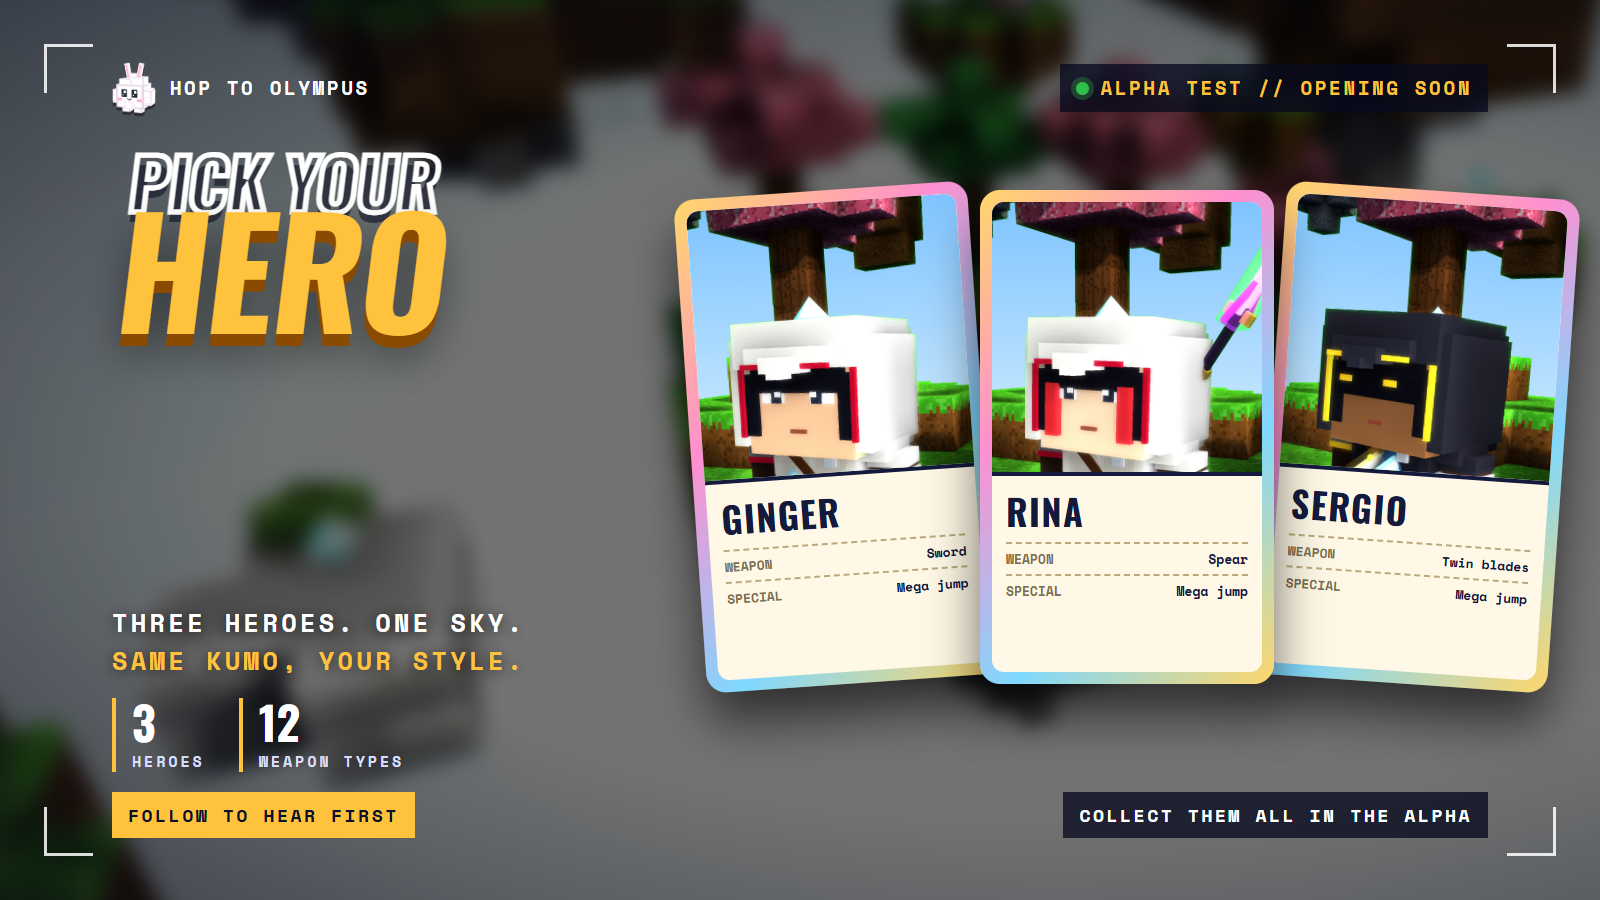 HOP TO OLYMPUS
ALPHA TEST // OPENING SOON
PICK YOUR
HERO
GINGER
WEAPON Sword
SPECIAL Mega jump
RINA
WEAPON Spear
SPECIAL Mega jump
SERGIO
WEAPON Twin blades
SPECIAL Mega jump
THREE HEROES. ONE SKY.
SAME KUMO, YOUR STYLE.
3
HEROES
12
WEAPON TYPES
FOLLOW TO HEAR FIRST
COLLECT THEM ALL IN THE ALPHA